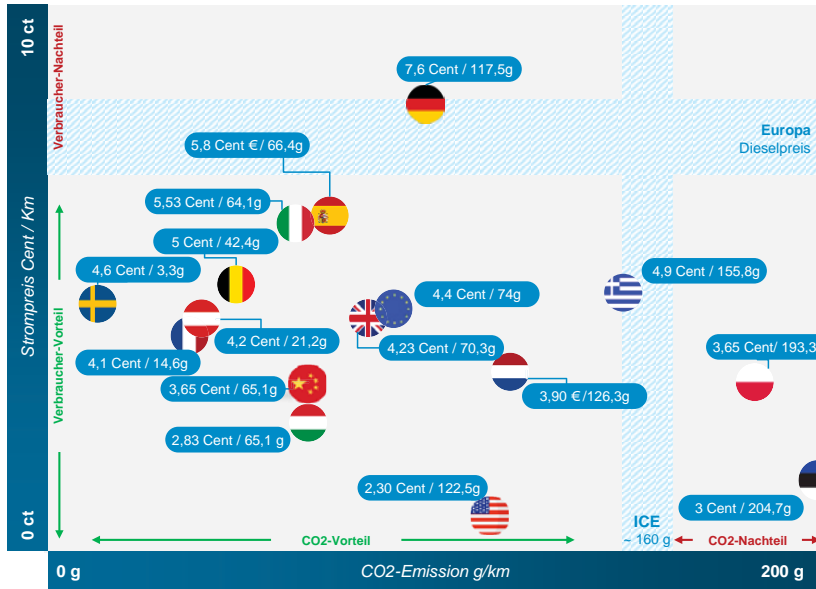 10 ct
Verbraucher-Nachteil
7,6 Cent / 117,5g
Europa
Dieselpreis
5,8 Cent €/ 66,4g
5,53 Cent / 64,1g
5 Cent / 42,4g
4,6 Cent / 3,3g
4,9 Cent / 155,8g
4,4 Cent / 74g
Strompreis Cent / Km
Verbraucher-Vorteil
4,2 Cent / 21,2g
4,23 Cent / 70,3g
3,65 Cent/ 193,3
4,1 Cent / 14,6g
3,65 Cent / 65,1g
3,90 €/126,3g
2,83 Cent / 65,1 g
2,30 Cent / 122,5g
3 Cent / 204,7g
0 ct
ICE
~ 160 g
CO2-Vorteil
CO2-Nachteil
0 g
CO2-Emission g/km
200 g